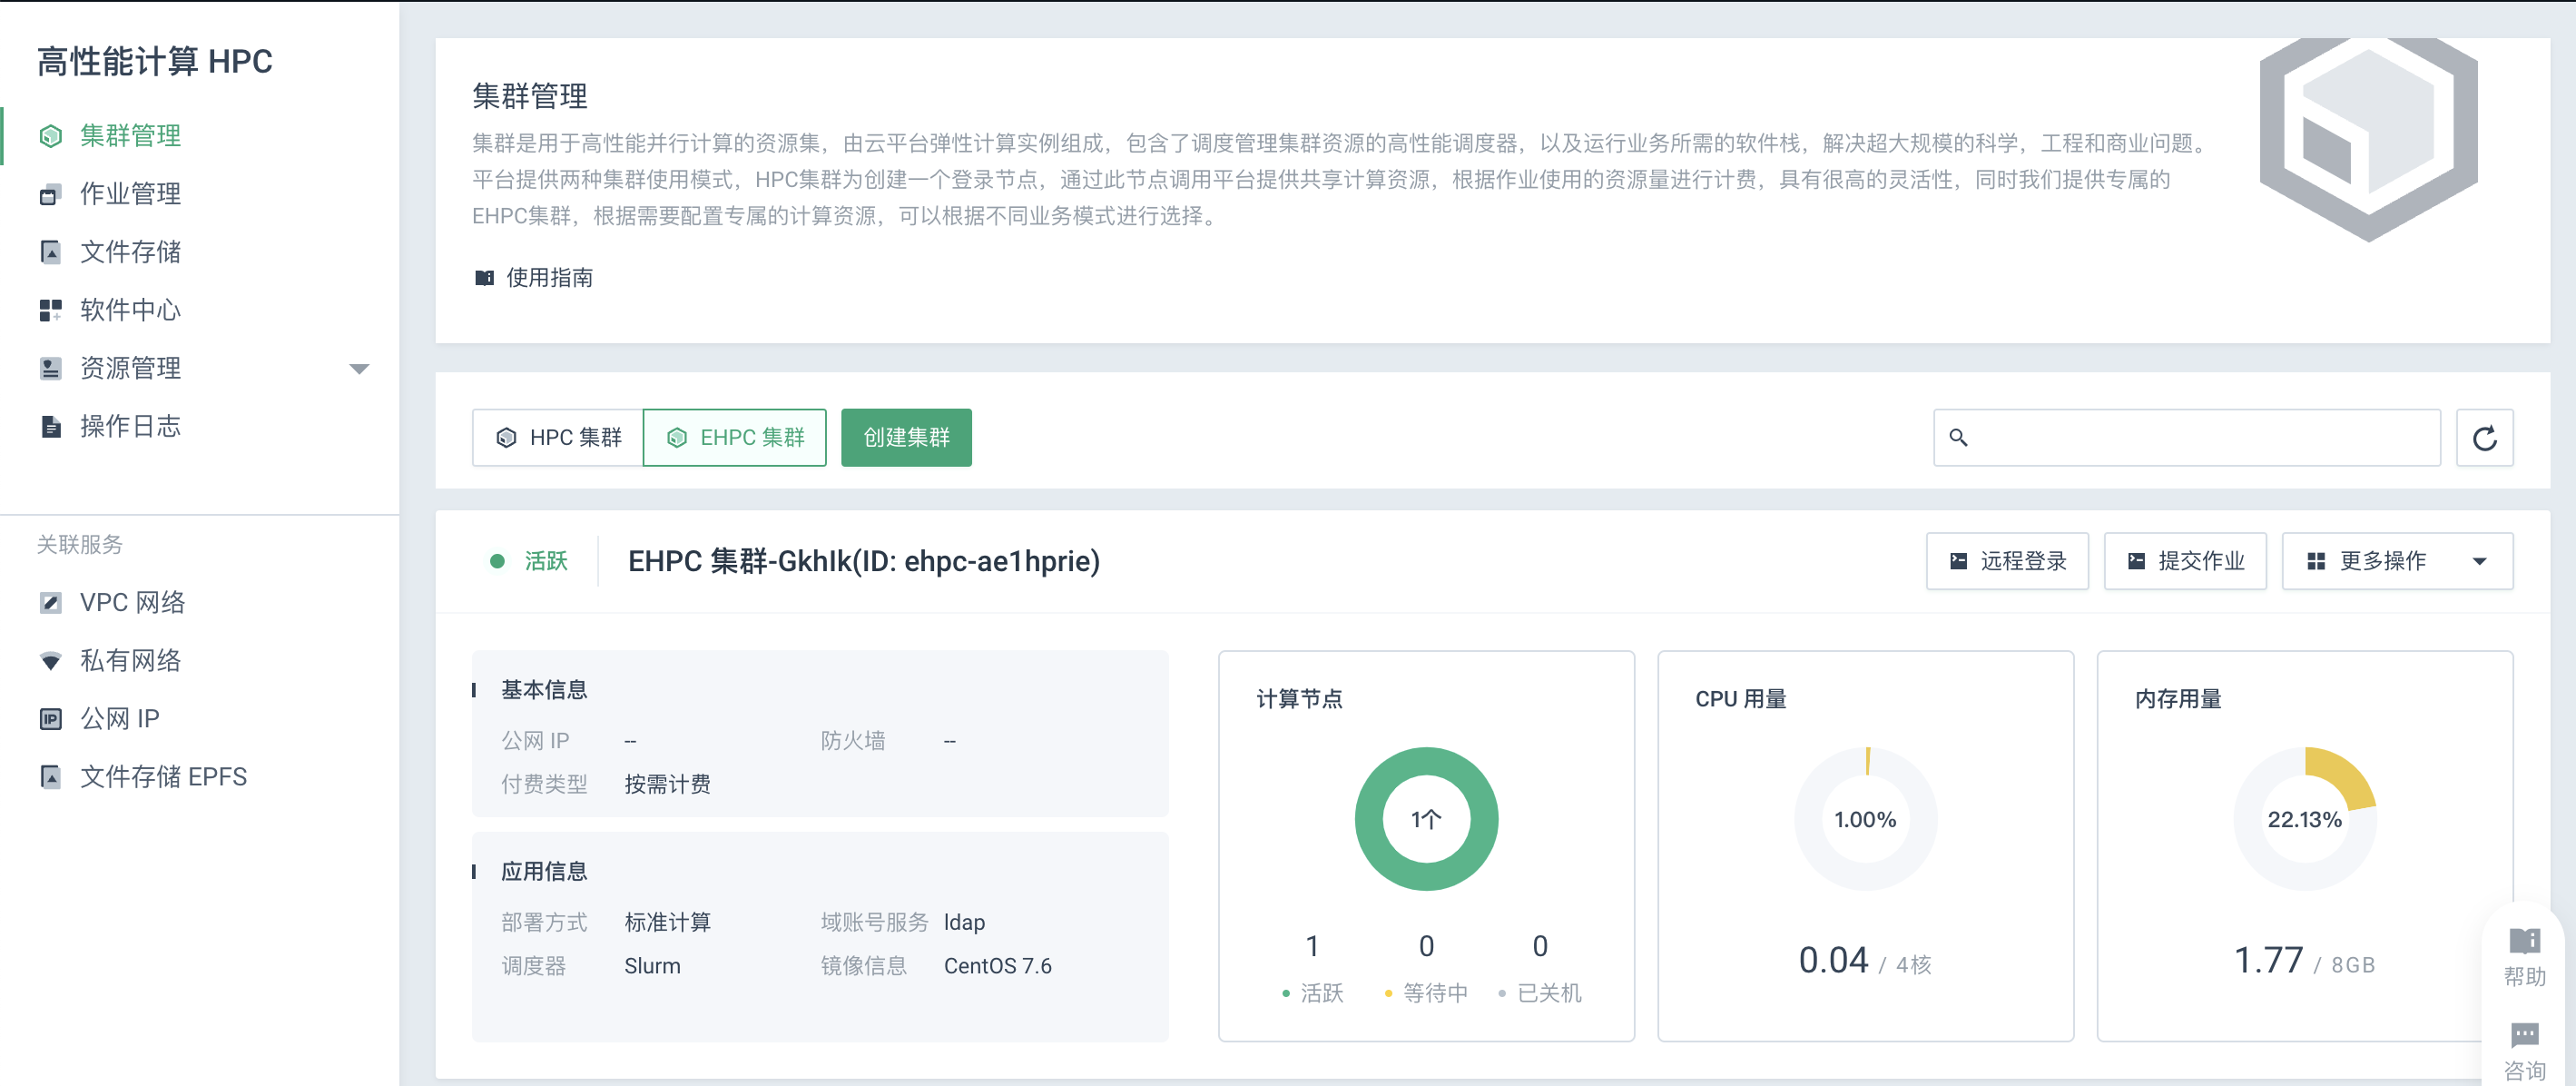 高性能计算 HPC
集群管理
作业管理
文件存储
软件中心
资源管理
操作日志
关联服务
VPC 网络
私有网络
公网 IP
文件存储 EPFS
集群管理
集群是用于高性能并行计算的资源集，由云平台弹性计算实例组成，包含了调度管理集群资源的高性能调度器，以及运行业务所需的软件栈，解决超大规模的科学，工程和商业问题。
平台提供两种集群使用模式，HPC集群为创建一个登录节点，通过此节点调用平台提供共享计算资源，根据作业使用的资源量进行计费，具有很高的灵活性，同时我们提供专属的
EHPC集群，根据需要配置专属的计算资源，可以根据不同业务模式进行选择。
使用指南
HPC 集群 EHPC 集群 创建集群
活跃 EHPC 集群-GkhIk(ID: ehpc-ae1hprie) 远程登录 提交作业 更多操作
基本信息
公网 IP -- 防火墙 --
付费类型 按需计费
应用信息
部署方式 标准计算 域账号服务 ldap
调度器 Slurm 镜像信息 CentOS 7.6
计算节点
1个
1 0 0
活跃 等待中 已关机
CPU 用量
1.00%
0.04 / 4核
内存用量
22.13%
1.77 / 8GB
帮助
咨询